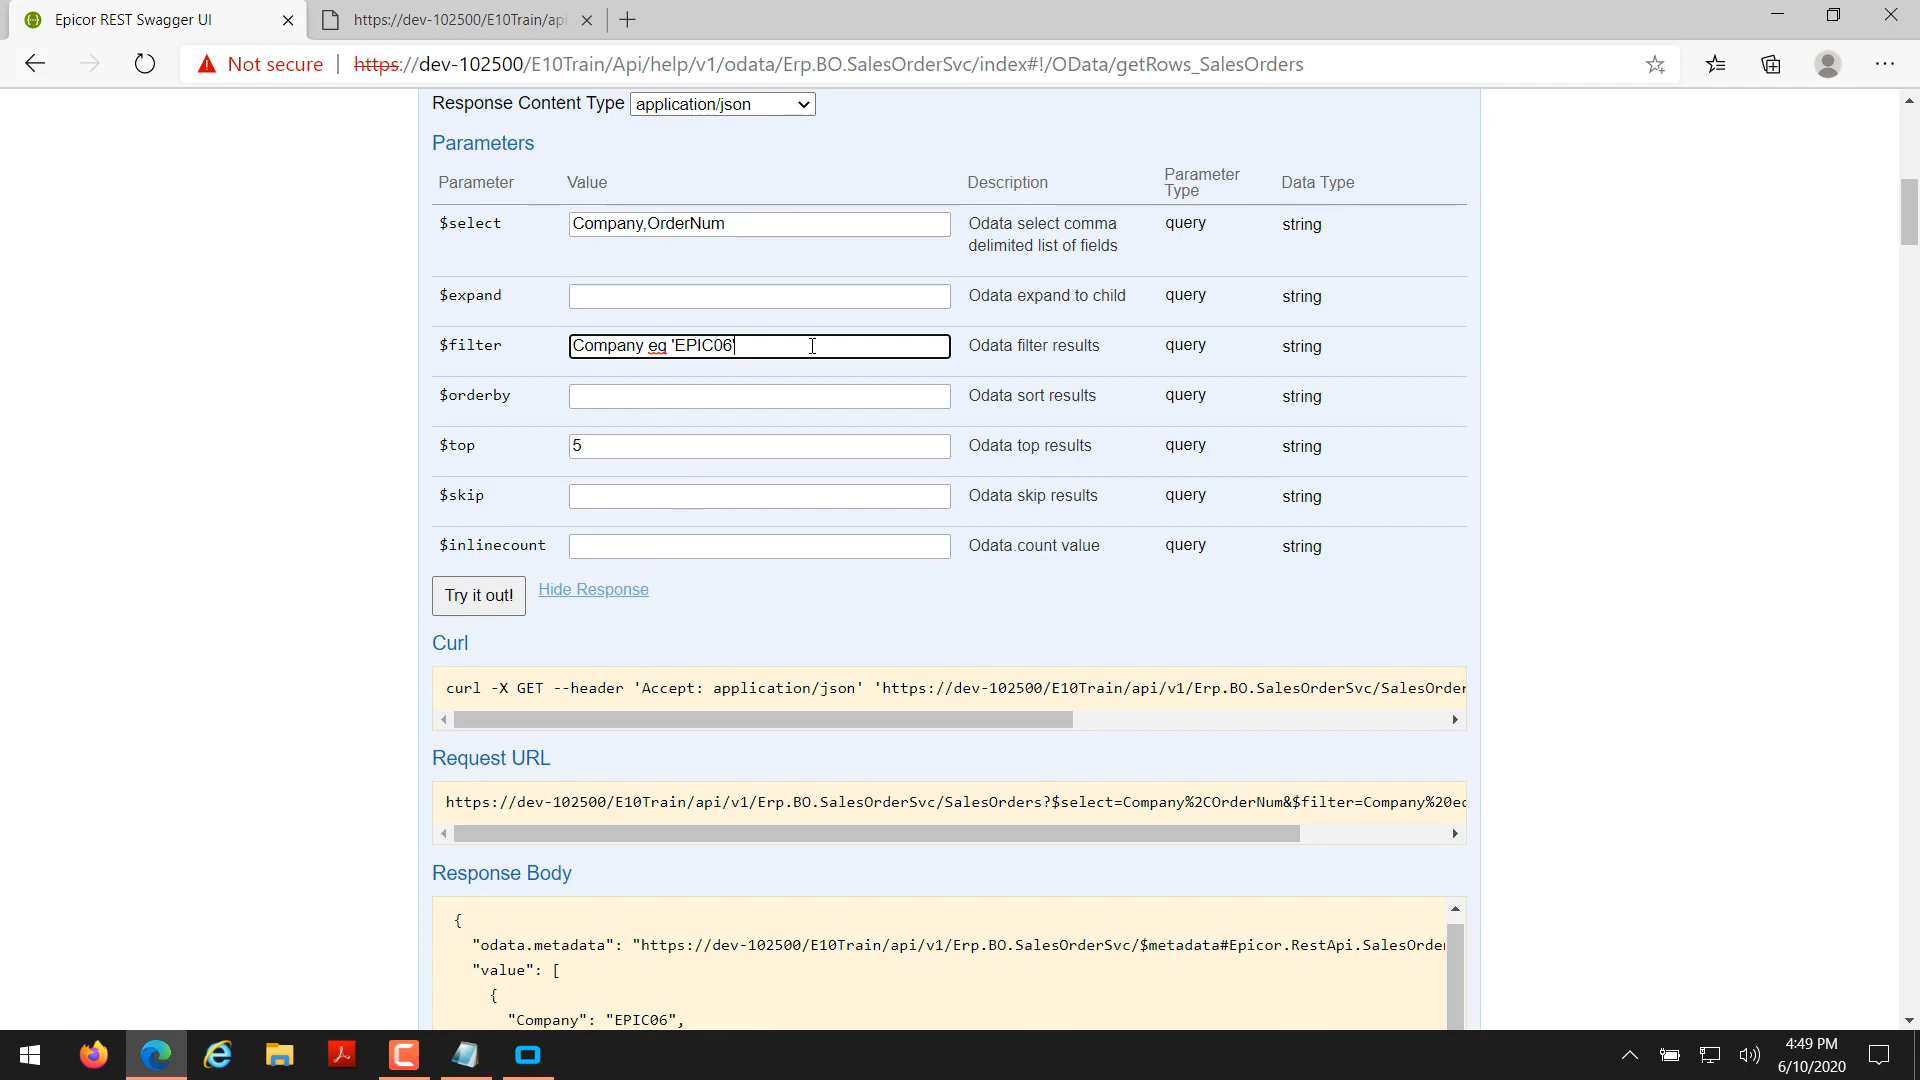 Epicor REST Swagger UI
https://dev-102500/E10Train/api
Not secure | https://dev-102500/E10Train/Api/help/v1/odata/Erp.BO.SalesOrderSvc/index#!/OData/getRows_SalesOrders
Response Content Type application/json
Parameters
Parameter Value Description Parameter Type Data Type
$select Company,OrderNum Odata select comma delimited list of fields query string
$expand Odata expand to child query string
$filter Company eq 'EPIC06' Odata filter results query string
$orderby Odata sort results query string
$top 5 Odata top results query string
$skip Odata skip results query string
$inlinecount Odata.count value query string
Try it out! Hide Response
Curl
curl -X GET --header 'Accept: application/json' 'https://dev-102500/E10Train/api/v1/Erp.BO.SalesOrderSvc/SalesOrder
Request URL
https://dev-102500/E10Train/api/v1/Erp.BO.SalesOrderSvc/SalesOrders?$select=Company%2COrderNum&$filter=Company%20eq
Response Body
{
"odata.metadata": "https://dev-102500/E10Train/api/v1/Erp.BO.SalesOrderSvc/$metadata#Epicor.RestApi.SalesOrder
"value": [
{
"Company": "EPIC06",
4:49 PM
6/10/2020